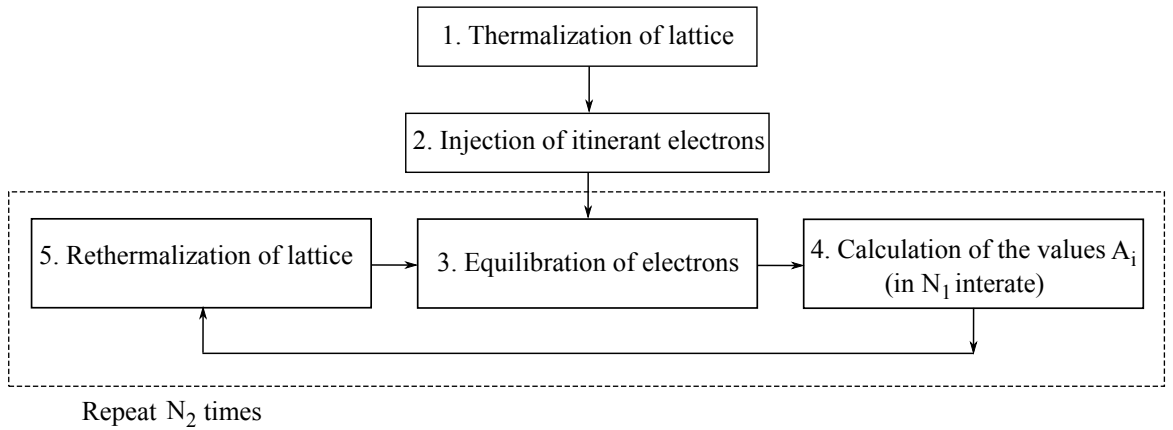 1. Thermalization of lattice
2. Injection of itinerant electrons
5. Rethermalization of lattice
3. Equilibration of electrons
4. Calculation of the values A_i
(in N_1 interate)
Repeat N_2 times